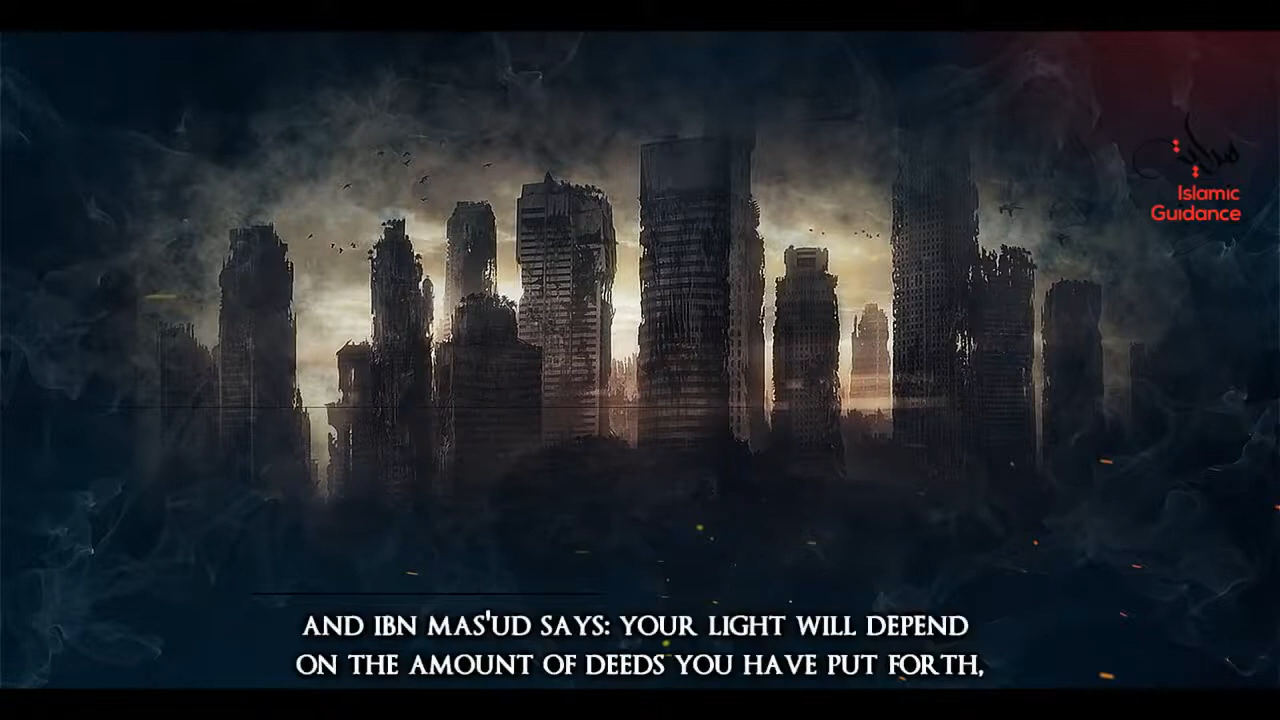 هداية
Islamic
Guidance
AND IBN MAS'UD SAYS: YOUR LIGHT WILL DEPEND
ON THE AMOUNT OF DEEDS YOU HAVE PUT FORTH,